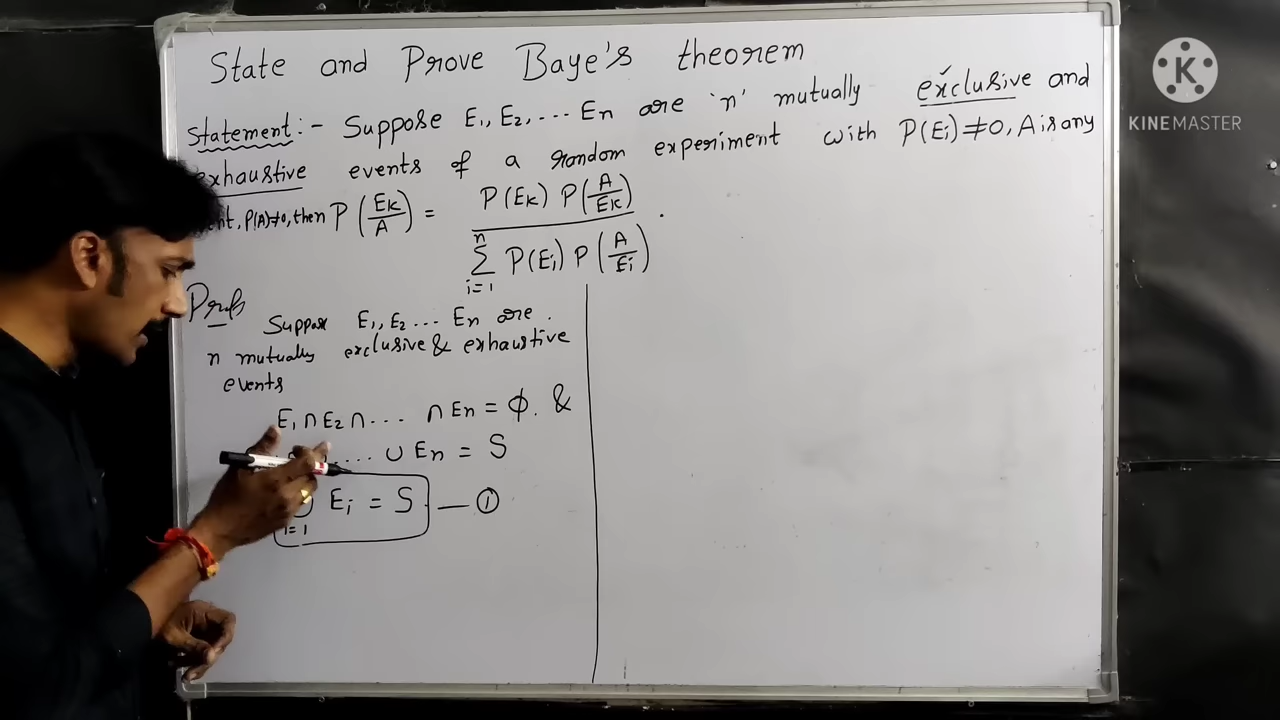 State and Prove Baye's theorem
Statement:- Suppose E1, E2, ... En are 'n' mutually exclusive and
exhaustive events of a random experiment with P(Ei) ≠ 0, A is any
, P(A)≠0, then P(Ek/A) = P(Ek) P(A/Ek) / Σ i=1 n P(Ei) P(A/Ei) .
Proof
Suppose E1, E2 ... En are
n mutually exclusive & exhaustive
events
E1 ∩ E2 ∩ ... ∩ En = ϕ. &
... ∪ En = S
i=1 Ei = S — ①
K
KINEMASTER